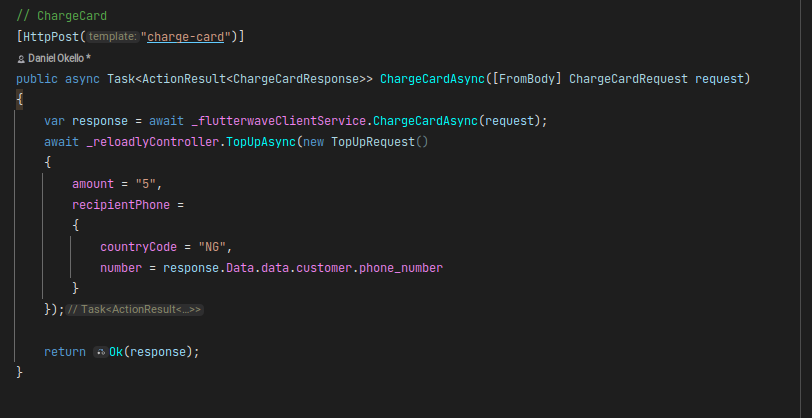 // ChargeCard
[HttpPost(template:"charge-card")]
Daniel Okello *
public async Task<ActionResult<ChargeCardResponse>> ChargeCardAsync([FromBody] ChargeCardRequest request)
{
var response = await _flutterwaveClientService.ChargeCardAsync(request);
await _reloadlyController.TopUpAsync(new TopUpRequest()
{
amount = "5",
recipientPhone =
{
countryCode = "NG",
number = response.Data.data.customer.phone_number
}
}); // Task<ActionResult<...>>
return Ok(response);
}